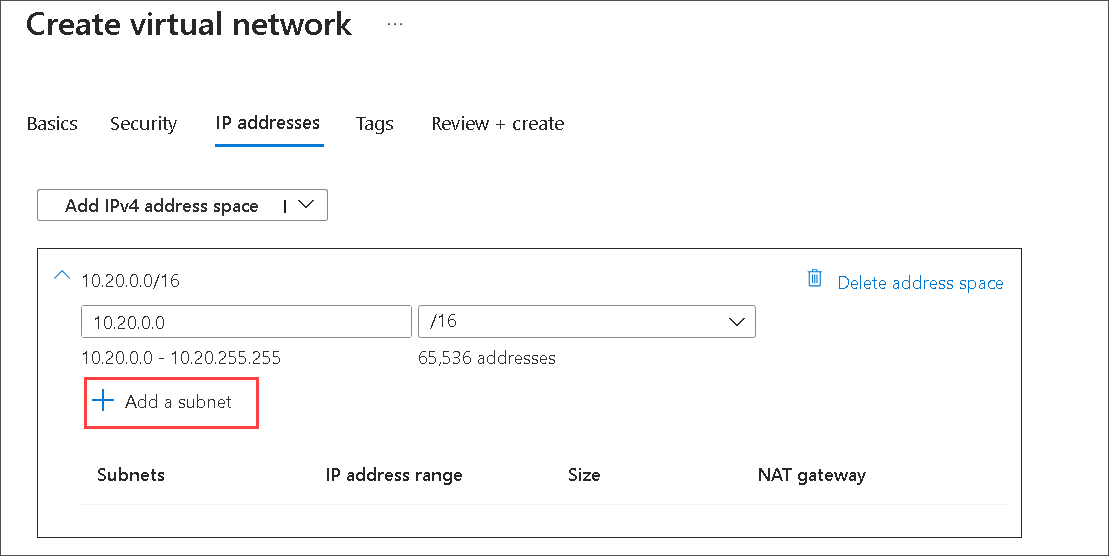 Create virtual network ...
Basics Security IP addresses Tags Review + create
Add IPv4 address space
10.20.0.0/16 Delete address space
10.20.0.0 /16
10.20.0.0 - 10.20.255.255 65,536 addresses
Add a subnet
Subnets IP address range Size NAT gateway